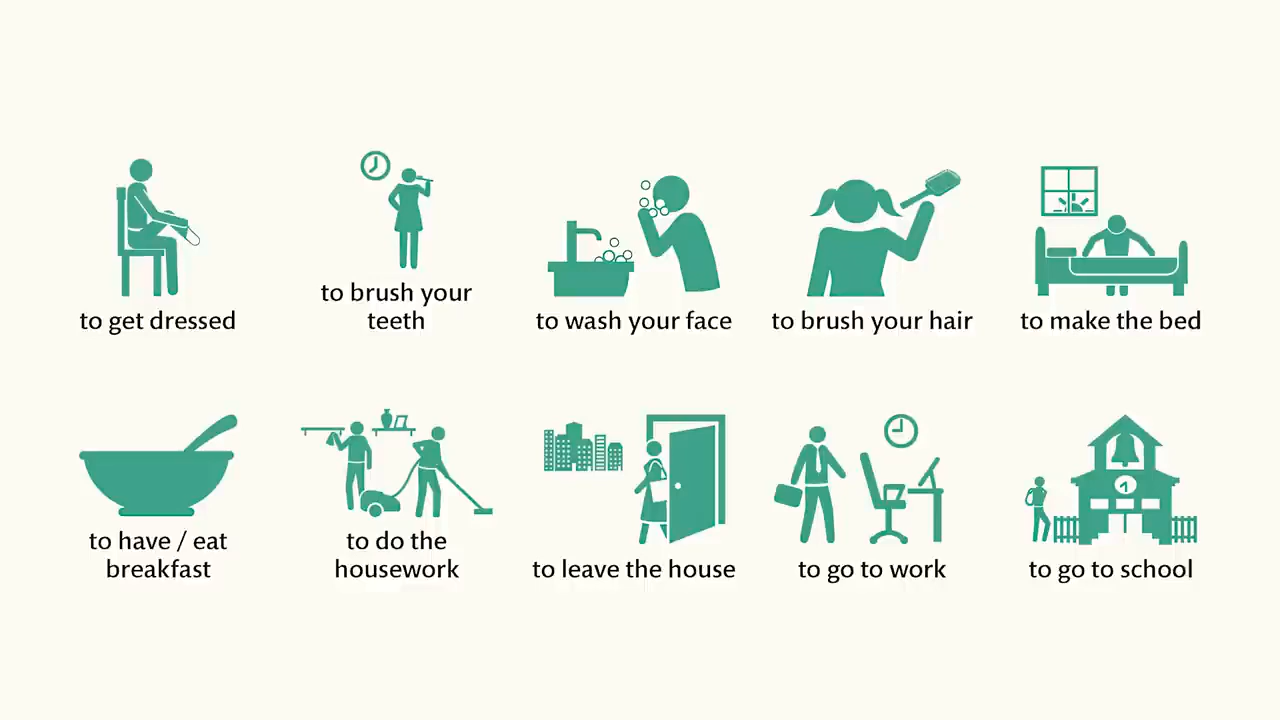 to get dressed
to brush your
teeth
to wash your face
to brush your hair
to make the bed
to have / eat
breakfast
to do the
housework
to leave the house
to go to work
to go to school